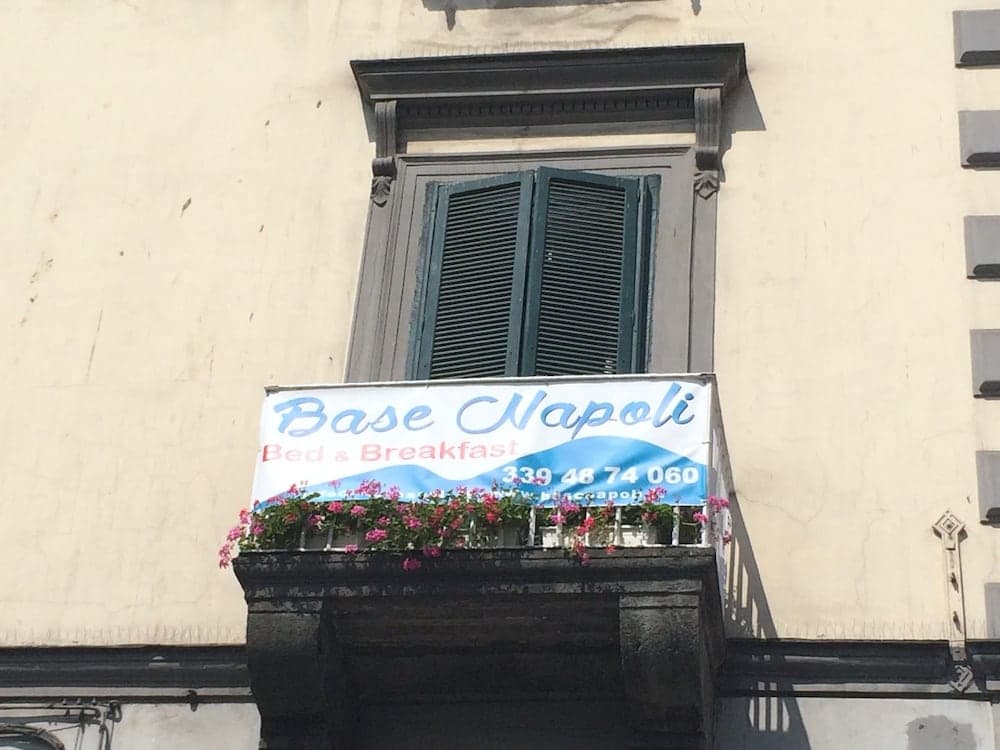 Base Napoli
Bed & Breakfast
339 48 74 060